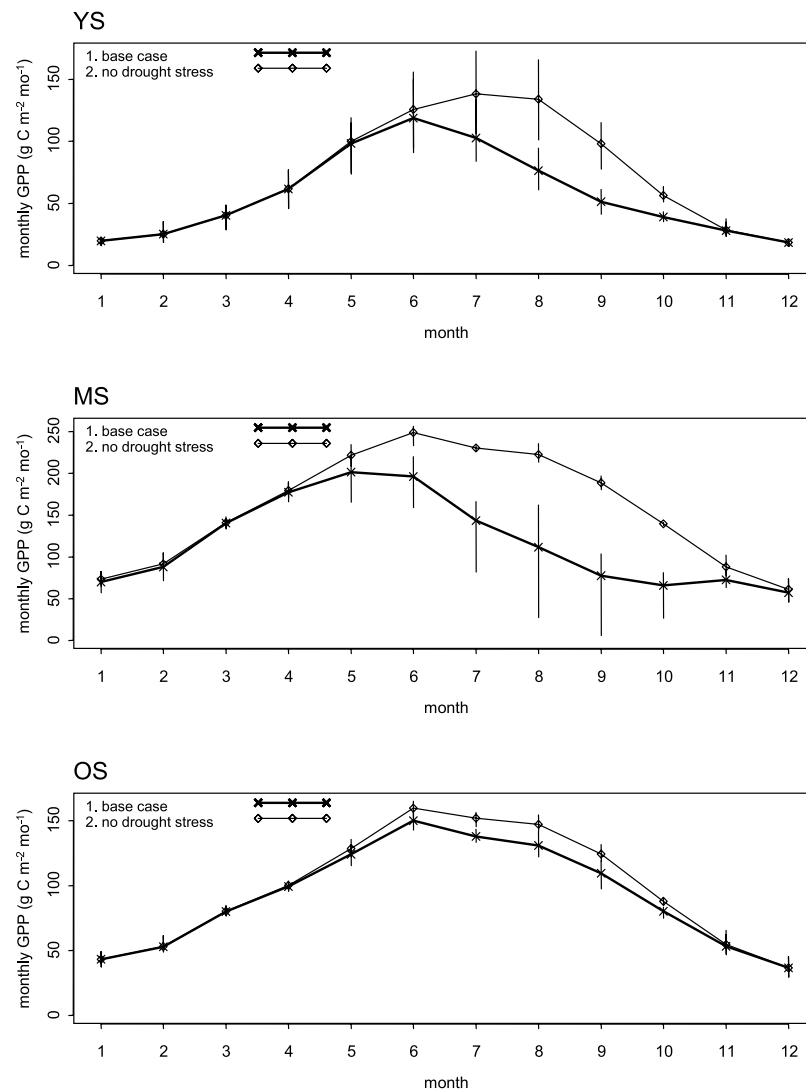 YS
1. base case
2. no drought stress
monthly GPP (g C m⁻² mo⁻¹)
150
100
50
0
1 2 3 4 5 6 7 8 9 10 11 12
month
MS
1. base case
2. no drought stress
monthly GPP (g C m⁻² mo⁻¹)
250
200
150
100
50
0
1 2 3 4 5 6 7 8 9 10 11 12
month
OS
1. base case
2. no drought stress
monthly GPP (g C m⁻² mo⁻¹)
150
100
50
0
1 2 3 4 5 6 7 8 9 10 11 12
month